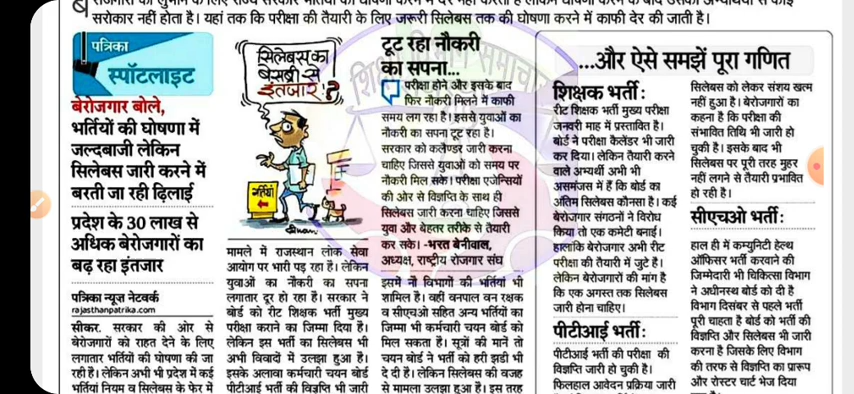 सरोकार नहीं होता है। यहां तक कि परीक्षा की तैयारी के लिए जरूरी सिलेबस तक की घोषणा करने में काफी देर की जाती है।
पत्रिका
स्पॉटलाइट
बेरोजगार बोले,
भर्तियों की घोषणा में
जल्दबाजी लेकिन
सिलेबस जारी करने में
बरती जा रही ढ़िलाई
प्रदेश के 30 लाख से
अधिक बेरोजगारों का
बढ़ रहा इंतजार
पत्रिका न्यूज नेटवर्क
rajasthanpatrika.com
सीकर. सरकार की ओर से
बेरोजगारों को राहत देने के लिए
लगातार भर्तियों की घोषणा की जा
रही है। लेकिन अभी भी प्रदेश में कई
भर्तियां नियम व सिलेबस के फेर में
सिलेबस का
बेसब्री से
इंतजार !
?
भर्तियां
मामले में राजस्थान लोक सेवा
आयोग पर भारी पड़ रहा है। लेकिन
युवाओं का नौकरी का सपना
लगातार दूर हो रहा है। सरकार ने
बोर्ड को रीट शिक्षक भर्ती मुख्य
परीक्षा कराने का जिम्मा दिया है।
लेकिन इस भर्ती का सिलेबस भी
अभी विवादों में उलझा हुआ है।
इसके अलावा कर्मचारी चयन बोर्ड
पीटीआई भर्ती की विज्ञप्ति भी जारी
टूट रहा नौकरी
का सपना...
परीक्षा होने और इसके बाद
फिर नौकरी मिलने में काफी
समय लग रहा है। इससे युवाओं का
नौकरी का सपना टूट रहा है।
सरकार को कलैण्डर जारी करना
चाहिए जिससे युवाओं को समय पर
नौकरी मिल सके। परीक्षा एजेन्सियों
की ओर से विज्ञप्ति के साथ ही
सिलेबस जारी करना चाहिए जिससे
युवा और बेहतर तरीके से तैयारी
कर सके। -भरत बेनीवाल,
अध्यक्ष, राष्ट्रीय रोजगार संघ
इसमें नौ विभागों की भर्तियां भी
शामिल है। वही वनपाल वन रक्षक
व सीएचओ सहित अन्य भर्तियों का
जिम्मा भी कर्मचारी चयन बोर्ड को
मिल सकता है। सूत्रों की मानें तो
चयन बोर्ड ने भर्ती को हरी झंडी भी
दे दी है। लेकिन सिलेबस की वजह
से मामला उलझा हुआ है। इस तरह
...और ऐसे समझें पूरा गणित
शिक्षक भर्ती:
रीट शिक्षक भर्ती मुख्य परीक्षा
जनवरी माह में प्रस्तावित है।
बोर्ड ने परीक्षा कैलेंडर भी जारी
कर दिया। लेकिन तैयारी करने
वाले अभ्यर्थी अभी भी
असमंजस में हैं कि बोर्ड का
अंतिम सिलेबस कौनसा है। कई
बेरोजगार संगठनों ने विरोध
किया तो एक कमेटी बनाई।
हालांकि बेरोजगार अभी रीट
परीक्षा की तैयारी में जुटे है।
लेकिन बेरोजगारों की मांग है
कि एक अगस्त तक सिलेबस
जारी होना चाहिए।
पीटीआई भर्ती:
पीटीआई भर्ती की परीक्षा की
विज्ञप्ति जारी हो चुकी है।
फिलहाल आवेदन प्रक्रिया जारी
सिलेबस को लेकर संशय खत्म
नहीं हुआ है। बेरोजगारों का
कहना है कि परीक्षा की
संभावित तिथि भी जारी हो
चुकी है। इसके बाद भी
सिलेबस पर पूरी तरह मुहर
नहीं लगने से तैयारी प्रभावित
हो रही है।
सीएचओ भर्ती:
हाल ही में कम्युनिटी हेल्थ
ऑफिसर भर्ती करवाने की
जिम्मेदारी भी चिकित्सा विभाग
ने अधीनस्थ बोर्ड को दी है
विभाग दिसंबर से पहले भर्ती
पूरी चाहता है बोर्ड को भर्ती की
विज्ञप्ति और सिलेबस भी जारी
करना है जिसके लिए विभाग
की तरफ से विज्ञप्ति का प्रारूप
और रोस्टर चार्ट भेज दिया